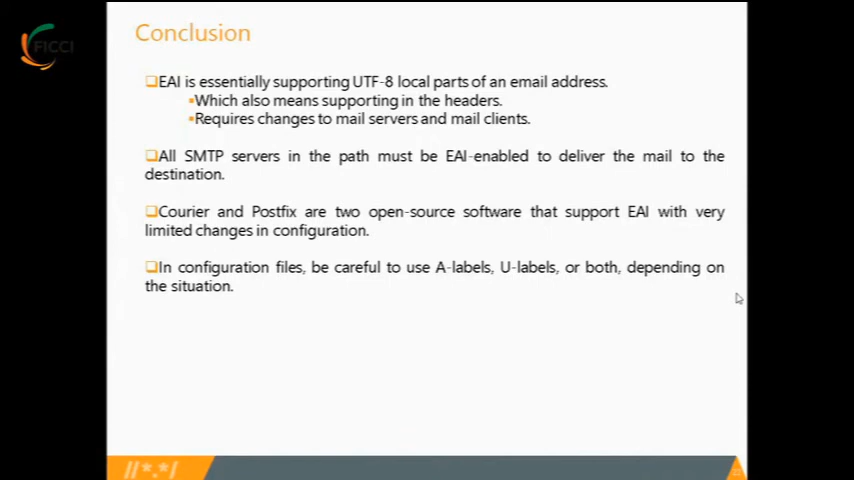 Conclusion
FICCI
EAI is essentially supporting UTF-8 local parts of an email address.
Which also means supporting in the headers.
Requires changes to mail servers and mail clients.
All SMTP servers in the path must be EAI-enabled to deliver the mail to the
destination.
Courier and Postfix are two open-source software that support EAI with very
limited changes in configuration.
In configuration files, be careful to use A-labels, U-labels, or both, depending on
the situation.
//*.*/